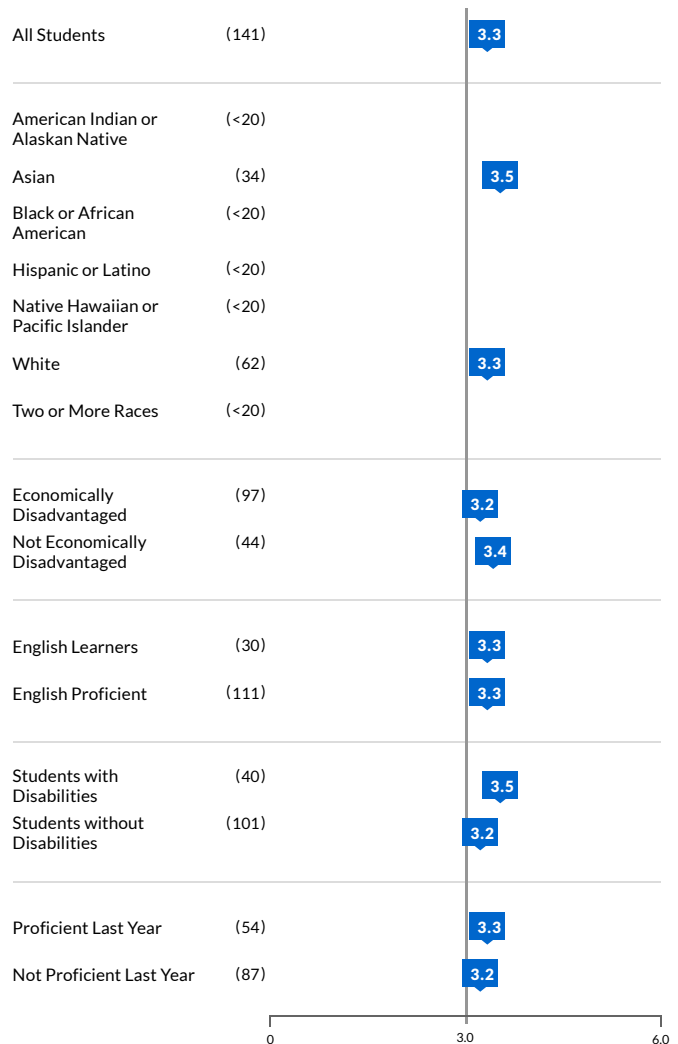 All Students (141) 3.3
American Indian or (<20)
Alaskan Native
Asian (34) 3.5
Black or African (<20)
American
Hispanic or Latino (<20)
Native Hawaiian or (<20)
Pacific Islander
White (62) 3.3
Two or More Races (<20)
Economically (97) 3.2
Disadvantaged
Not Economically (44) 3.4
Disadvantaged
English Learners (30) 3.3
English Proficient (111) 3.3
Students with (40) 3.5
Disabilities
Students without (101) 3.2
Disabilities
Proficient Last Year (54) 3.3
Not Proficient Last Year (87) 3.2
0 3.0 6.0